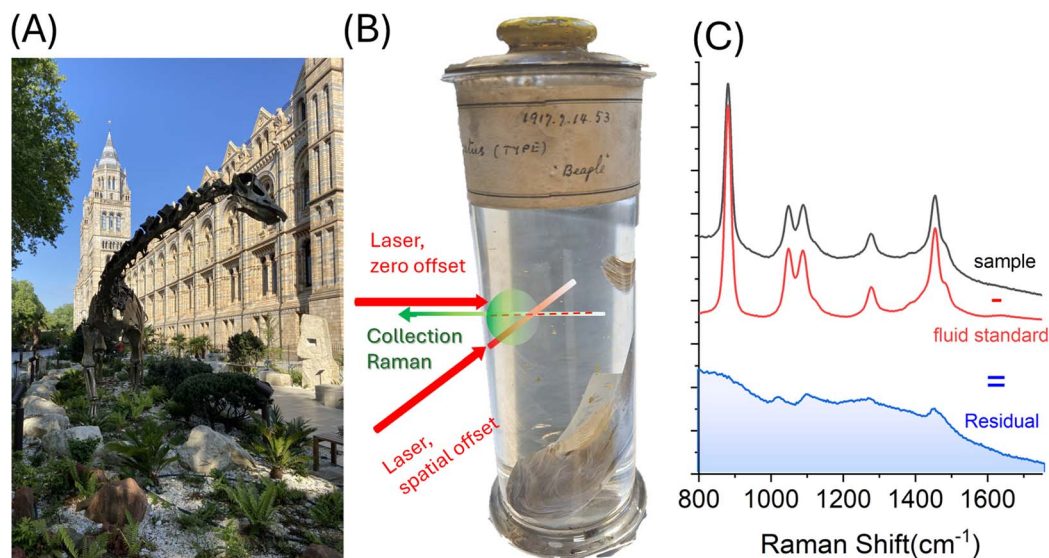 (A)
(B)
(C)
1917.7.14.53
(TYPE)
"Beagle"
Laser,
zero offset
Collection
Raman
Laser,
spatial offset
sample
-
fluid standard
=
Residual
800 1000 1200 1400 1600
Raman Shift(cm⁻¹)